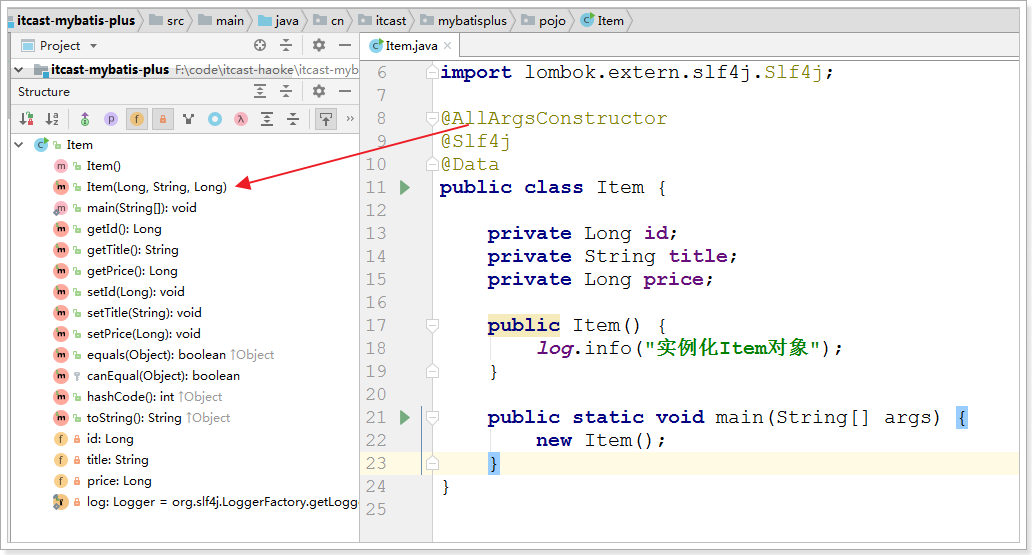 itcast-mybatis-plus src main java cn itcast mybatisplus pojo Item
Project
itcast-mybatis-plus F:\code\itcast-haoke\itcast-myb
Structure
Item
Item()
Item(Long, String, Long)
main(String[]): void
getId(): Long
getTitle(): String
getPrice(): Long
setId(Long): void
setTitle(String): void
setPrice(Long): void
equals(Object): boolean ↑Object
canEqual(Object): boolean
hashCode(): int ↑Object
toString(): String ↑Object
id: Long
title: String
price: Long
log: Logger = org.slf4j.LoggerFactory.getLogg
Item.java
6 import lombok.extern.slf4j.Slf4j;
7
8 @AllArgsConstructor
9 @Slf4j
10 @Data
11 public class Item {
12
13 private Long id;
14 private String title;
15 private Long price;
16
17 public Item() {
18 log.info("实例化Item对象");
19 }
20
21 public static void main(String[] args) {
22 new Item();
23 }
24 }
25